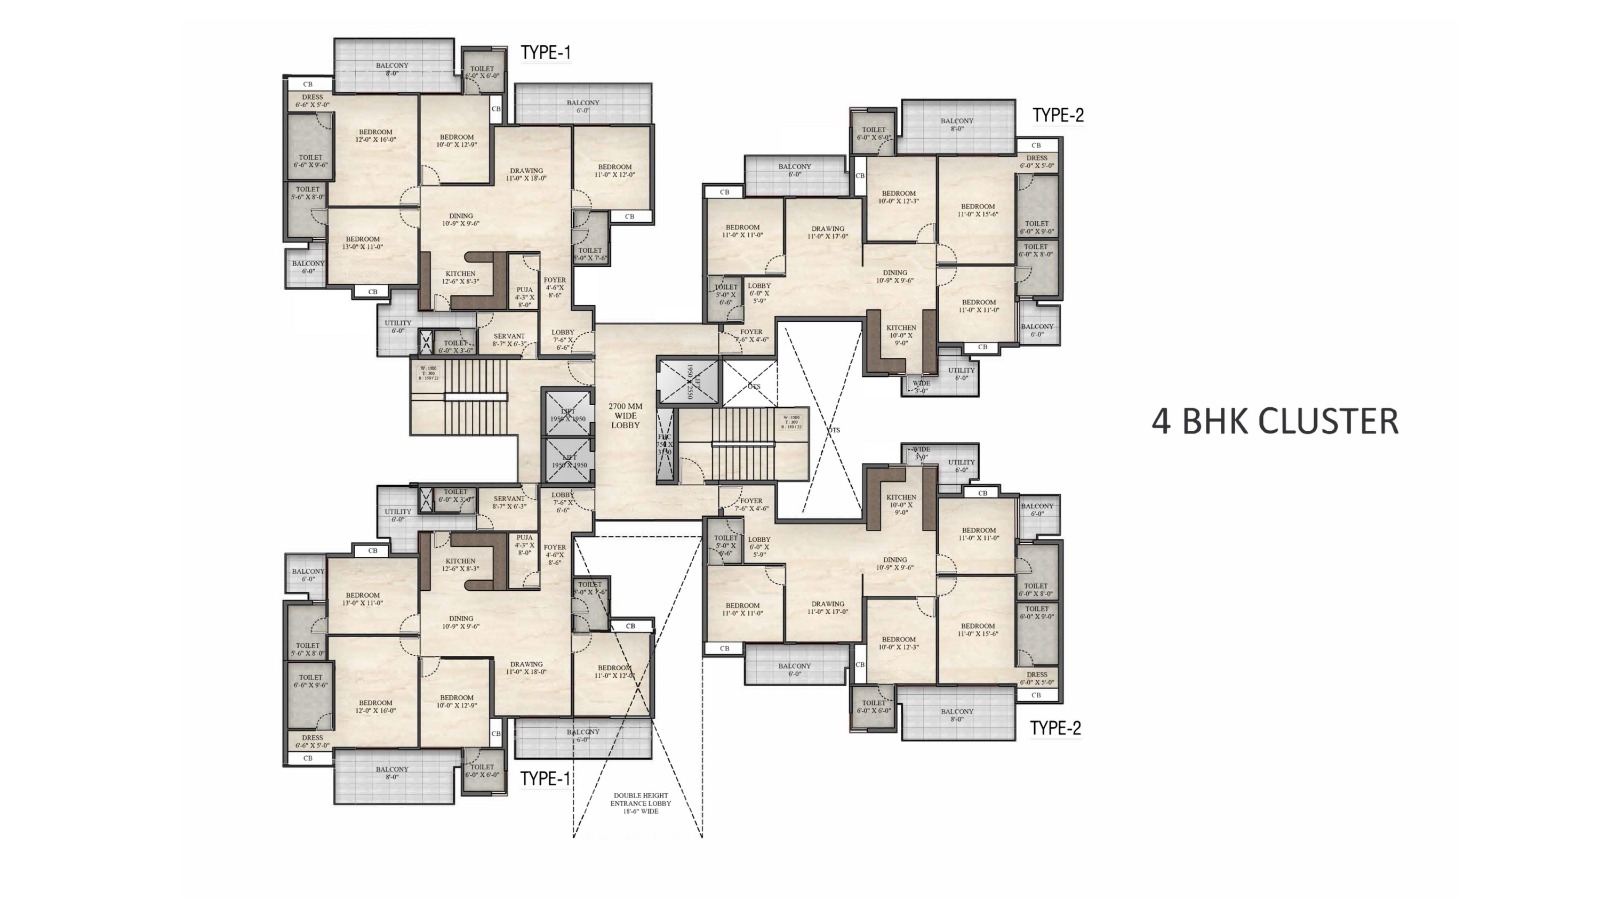 TYPE-1
BALCONY
8'-0"
TOILET
6'-0" X 6'-0"
CB
DRESS
6'-6" X 5'-0"
CB
BALCONY
6'-0"
BEDROOM
12'-0" X 16'-0"
BEDROOM
10'-0" X 12'-9"
TOILET
6'-6" X 9'-6"
DRAWING
11'-0" X 18'-0"
BEDROOM
11'-0" X 12'-0"
TOILET
5'-6" X 8'-0"
CB
DINING
10'-9" X 9'-6"
BEDROOM
13'-0" X 11'-0"
TOILET
BALCONY
6'-0"
KITCHEN
12'-6" X 8'-3"
PUJA
4'-3" X
8'-0"
FOYER
4'-6"X
8'-6"
CB
UTILITY
6'-0"
TOILET
6'-0" X 3'-6"
SERVANT
8'-7" X 6'-3"
LOBBY
7'-6" X
6'-6"
TYPE-2
BALCONY
8'-0"
TOILET
6'-0" X 6'-0"
CB
DRESS
6'-0" X 5'-0"
BALCONY
6'-0"
CB
CB
BEDROOM
10'-0" X 12'-3"
BEDROOM
11'-0" X 15'-6"
BEDROOM
11'-0" X 11'-0"
DRAWING
11'-0" X 17'-0"
TOILET
6'-0" X 9'-0"
TOILET
6'-0" X 8'-0"
DINING
10'-9" X 9'-6"
TOILET
5'-0" X
6'-6"
LOBBY
6'-0" X
5'-9"
BEDROOM
11'-0" X 11'-0"
BALCONY
6'-0"
FOYER
7'-6" X 4'-6"
KITCHEN
10'-0" X
9'-0"
CB
UTILITY
6'-0"
WIDE
3'-0"
LIFT
1950 X 2550
OTS
OTS
LIFT
1950 X 1950
LIFT
1950 X 1950
2700 MM
WIDE
LOBBY
4 BHK CLUSTER
WIDE
3'-0"
UTILITY
6'-0"
CB
KITCHEN
10'-0" X
9'-0"
BALCONY
6'-0"
FOYER
7'-6" X 4'-6"
BEDROOM
11'-0" X 11'-0"
TOILET
5'-0" X
6'-6"
LOBBY
6'-0" X
5'-9"
DINING
10'-9" X 9'-6"
TOILET
6'-0" X 8'-0"
BEDROOM
11'-0" X 11'-0"
DRAWING
11'-0" X 17'-0"
TOILET
6'-0" X 9'-0"
BEDROOM
10'-0" X 12'-3"
BEDROOM
11'-0" X 15'-6"
CB
CB
BALCONY
6'-0"
DRESS
6'-0" X 5'-0"
CB
TOILET
6'-0" X 6'-0"
BALCONY
8'-0"
TYPE-2
TOILET
6'-0" X 3'-0"
SERVANT
8'-7" X 6'-3"
LOBBY
7'-6" X
6'-6"
UTILITY
6'-0"
CB
PUJA
4'-3" X
8'-0"
FOYER
4'-6"X
8'-6"
KITCHEN
12'-6" X 8'-3"
BALCONY
6'-0"
TOILET
BEDROOM
13'-0" X 11'-0"
DINING
10'-9" X 9'-6"
CB
TOILET
5'-6" X 8'-0"
DRAWING
11'-0" X 18'-0"
BEDROOM
11'-0" X 12'-0"
TOILET
6'-6" X 9'-6"
BEDROOM
12'-0" X 16'-0"
BEDROOM
10'-0" X 12'-9"
DRESS
6'-6" X 5'-0"
CB
CB
BALCONY
6'-0"
BALCONY
8'-0"
TOILET
6'-0" X 6'-0"
TYPE-1
DOUBLE HEIGHT
ENTRANCE LOBBY
18'-6" WIDE